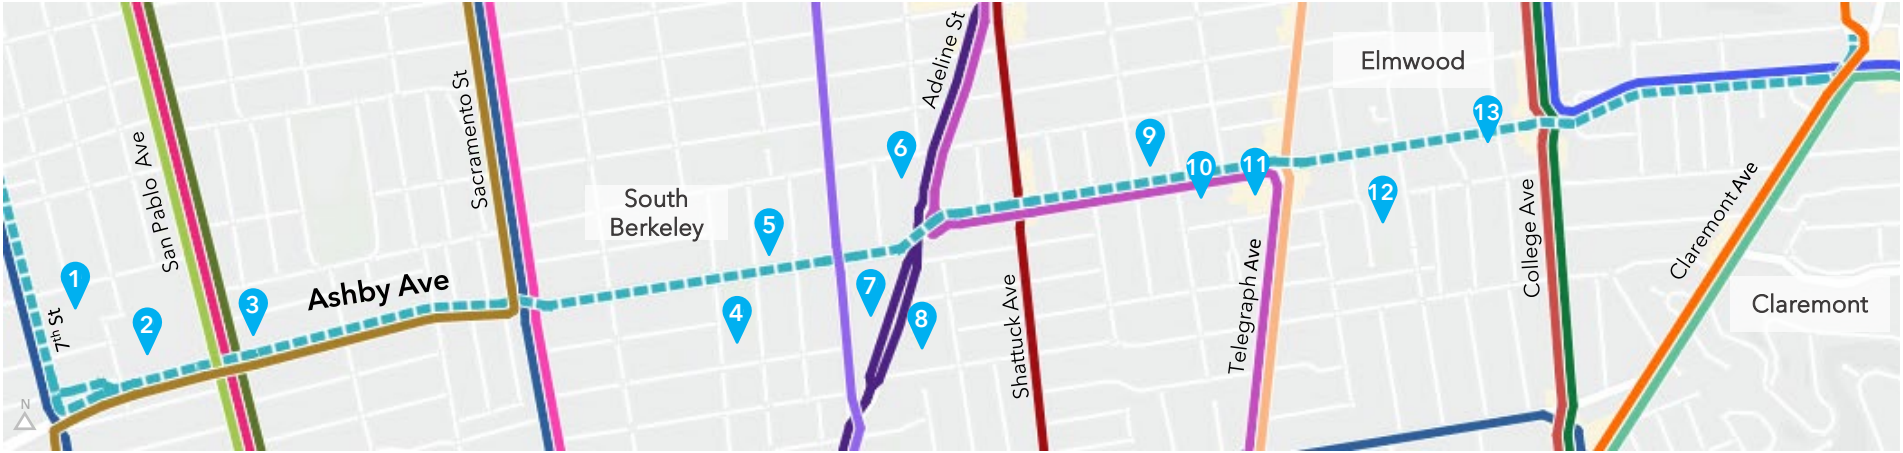 Adeline St
Elmwood
Sacramento St
13
San Pablo Ave
6
9
10
11
12
South
Berkeley
5
College Ave
Claremont Ave
1
7th St
2
3
Ashby Ave
4
7
8
Shattuck Ave
Telegraph Ave
Claremont
N